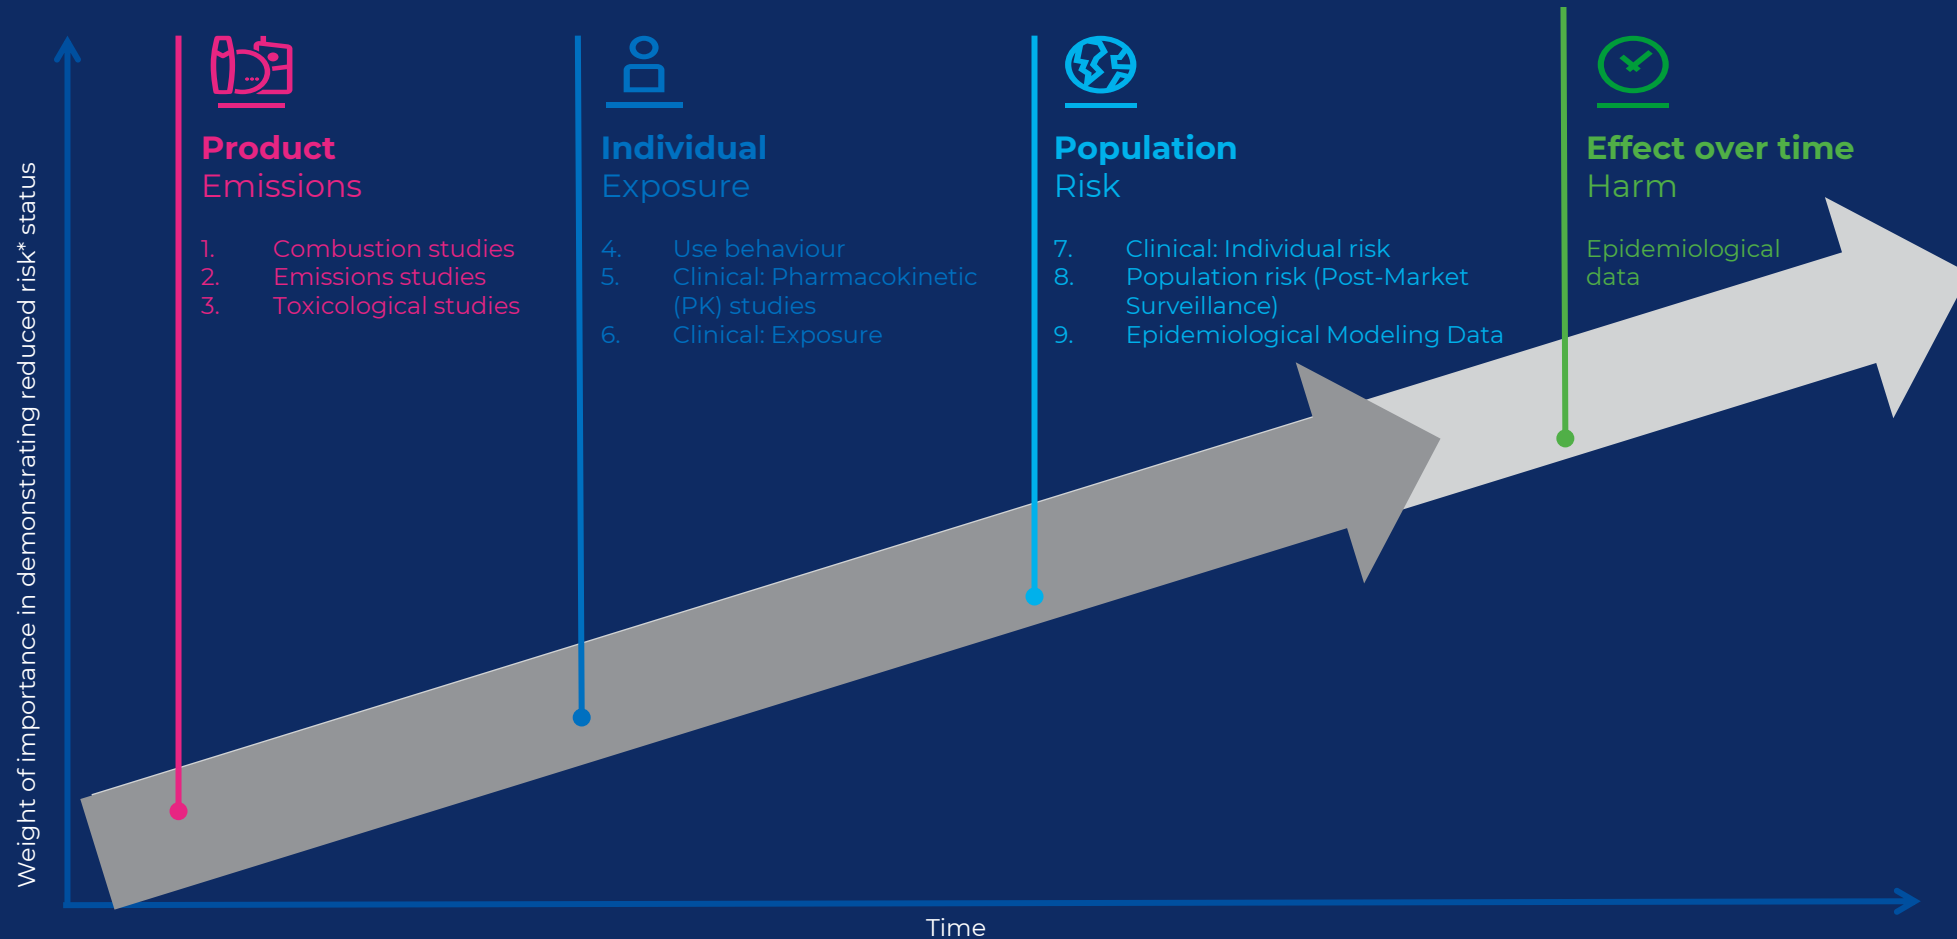 Weight of importance in demonstrating reduced risk* status
Product
Emissions
1. Combustion studies
2. Emissions studies
3. Toxicological studies
Individual
Exposure
4. Use behaviour
5. Clinical: Pharmacokinetic
(PK) studies
6. Clinical: Exposure
Population
Risk
7. Clinical: Individual risk
8. Population risk (Post-Market
Surveillance)
9. Epidemiological Modeling Data
Effect over time
Harm
Epidemiological
data
Time